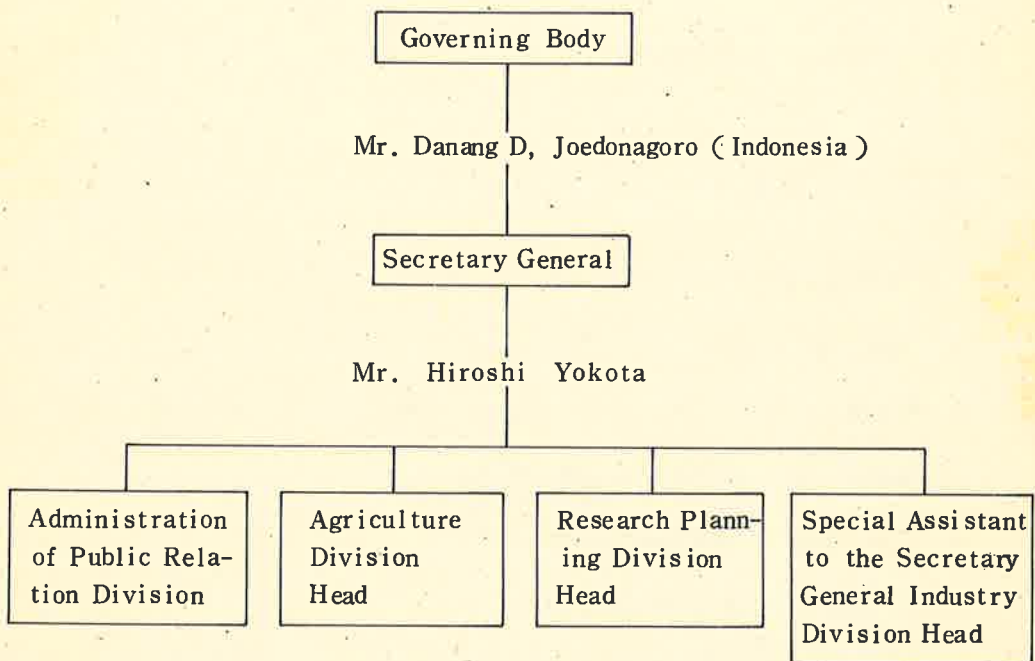 Governing Body
Mr. Danang D, Joedonagoro (Indonesia)
Secretary General
Mr. Hiroshi Yokota
Administration
of Public Rela-
tion Division
Agriculture
Division
Head
Research Plann-
ing Division
Head
Special Assistant
to the Secretary
General Industry
Division Head